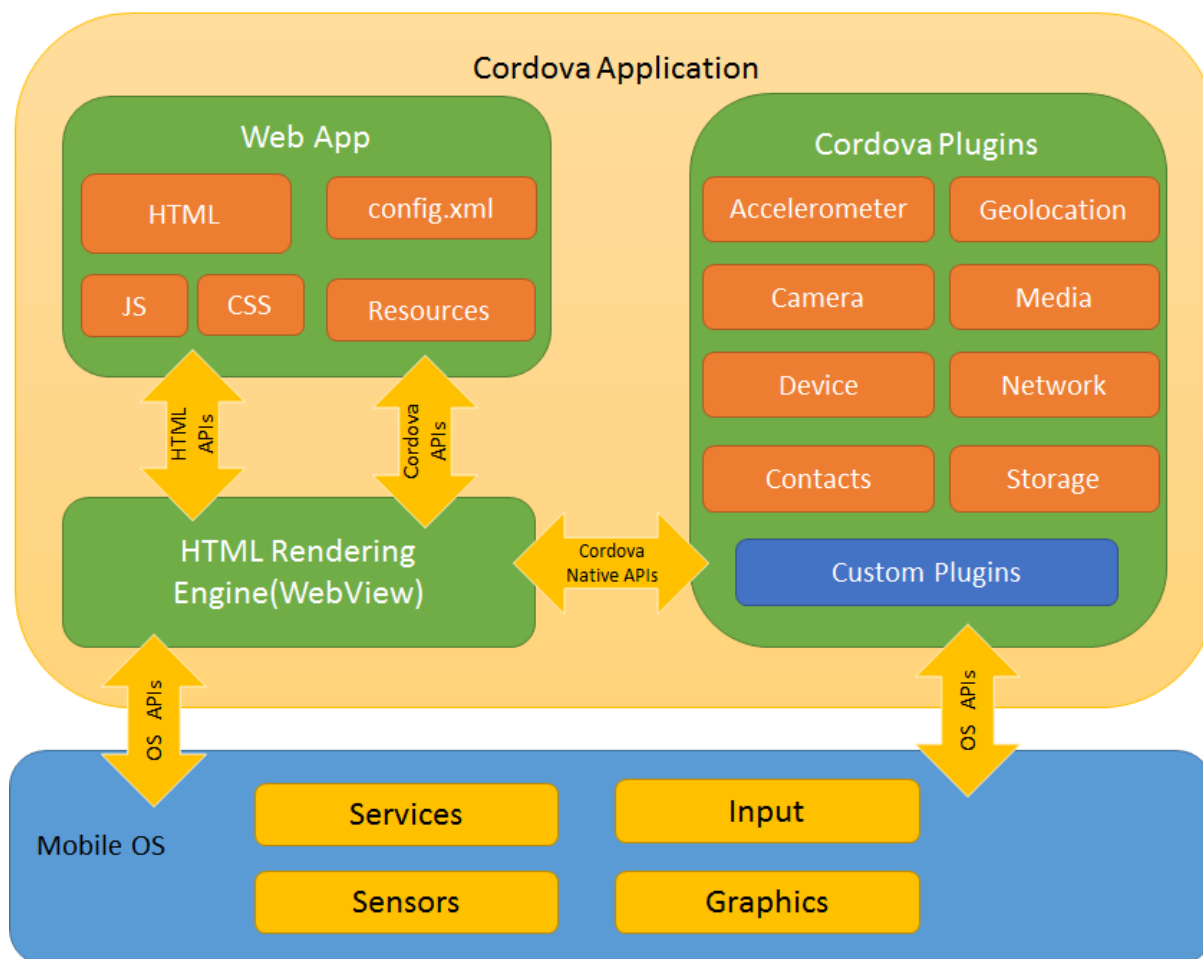 Cordova Application
Web App
HTML
config.xml
JS
CSS
Resources
HTML
APIs
Cordova
APIs
HTML Rendering
Engine(WebView)
Cordova
Native APIs
Cordova Plugins
Accelerometer
Geolocation
Camera
Media
Device
Network
Contacts
Storage
Custom Plugins
OS APIs
OS APIs
Mobile OS
Services
Input
Sensors
Graphics